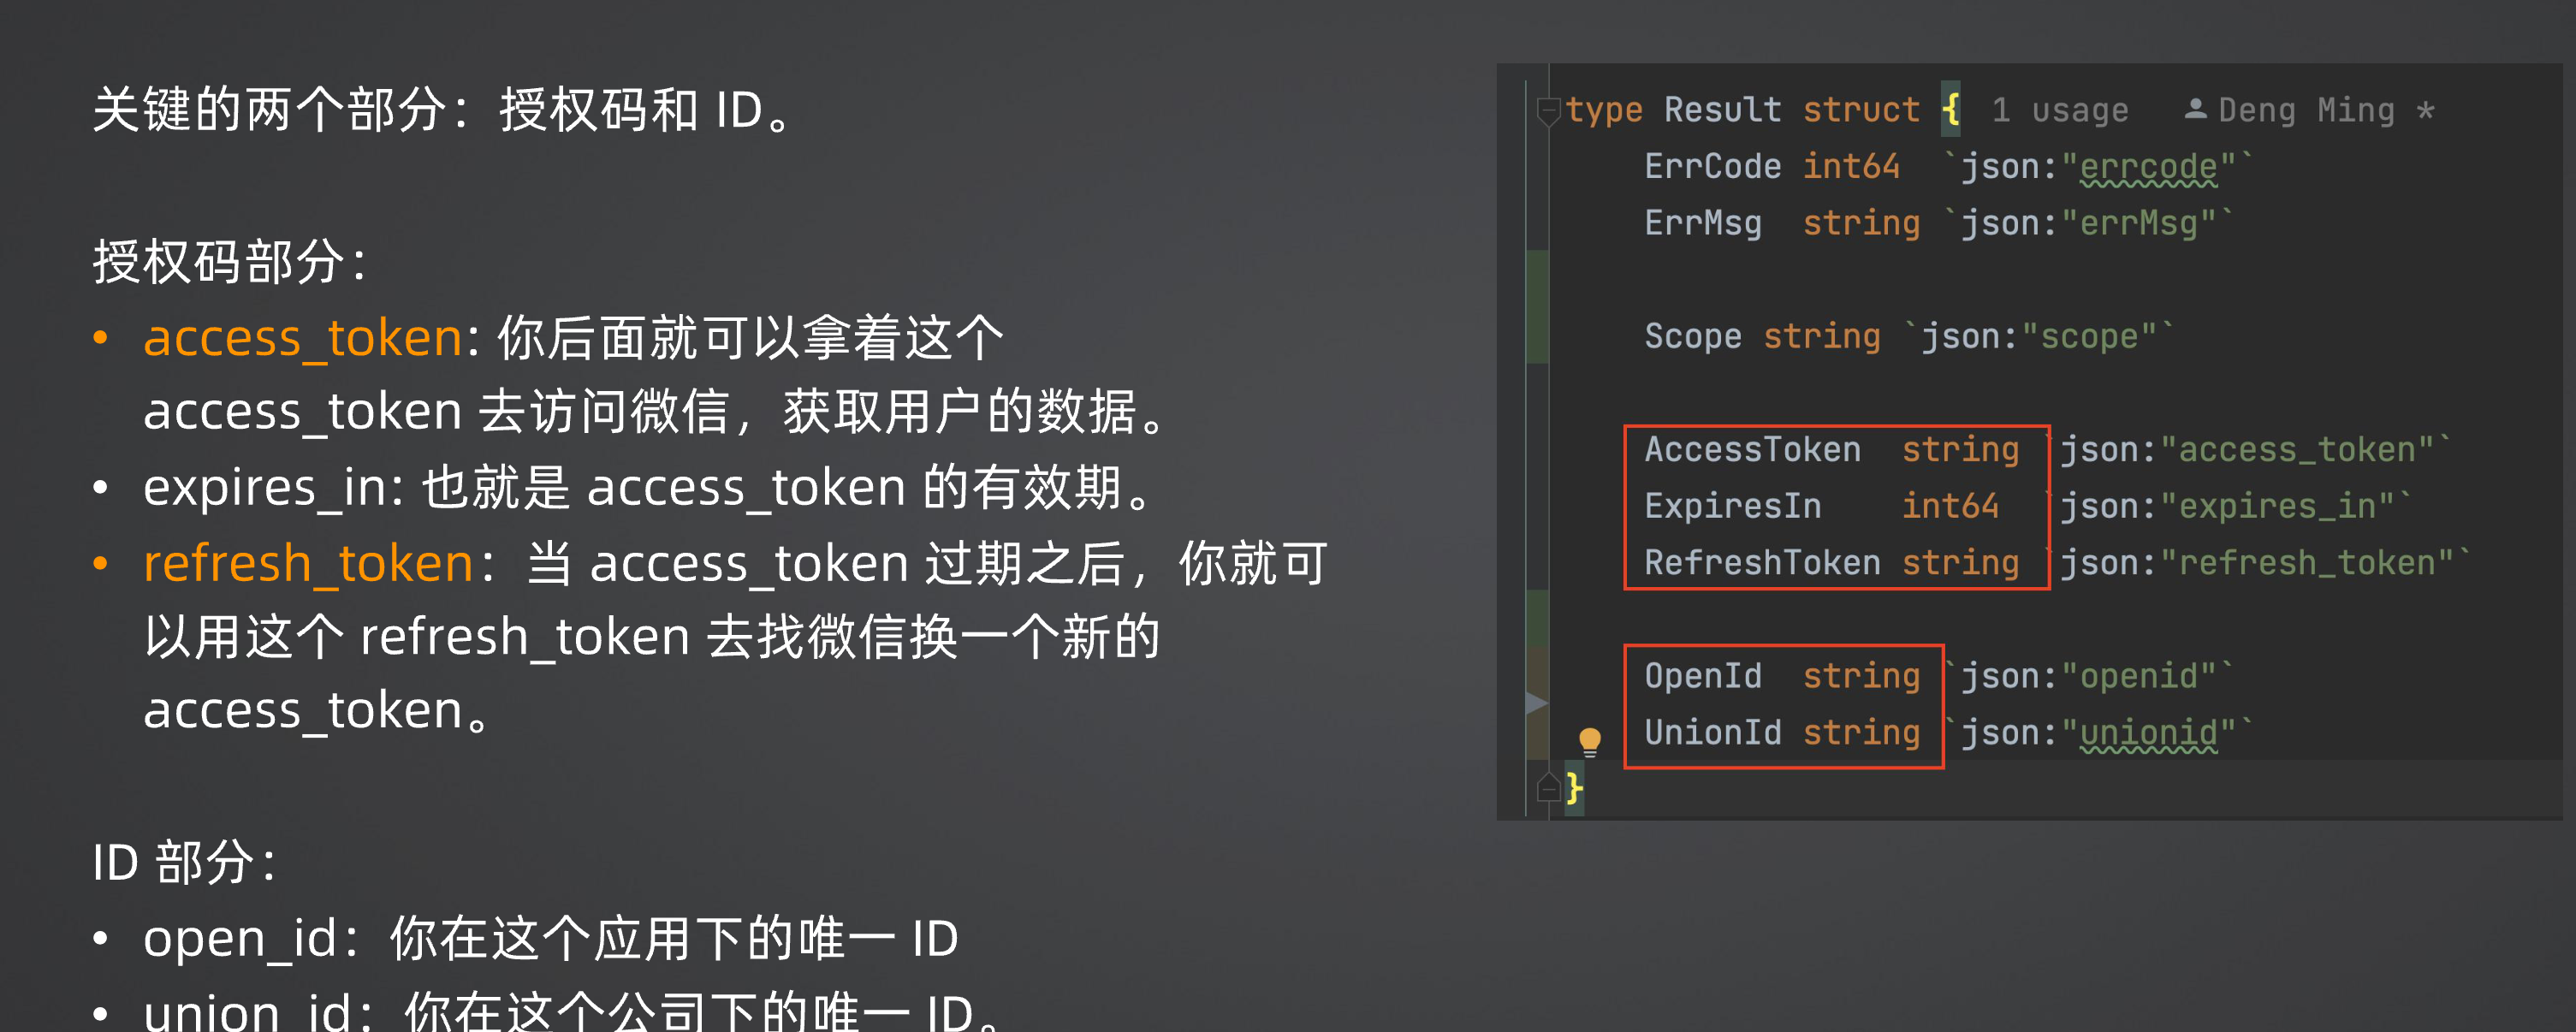 关键的两个部分：授权码和 ID。
授权码部分：
• access_token: 你后面就可以拿着这个
access_token 去访问微信，获取用户的数据。
• expires_in: 也就是 access_token 的有效期。
• refresh_token：当 access_token 过期之后，你就可
以用这个 refresh_token 去找微信换一个新的
access_token。
ID 部分：
• open_id：你在这个应用下的唯一 ID
• union_id：你在这个公司下的唯一 ID。
type Result struct { 1 usage Deng Ming *
ErrCode int64 `json:"errcode"`
ErrMsg string `json:"errMsg"`
Scope string `json:"scope"`
AccessToken string `json:"access_token"`
ExpiresIn int64 `json:"expires_in"`
RefreshToken string `json:"refresh_token"`
OpenId string `json:"openid"`
UnionId string `json:"unionid"`
}